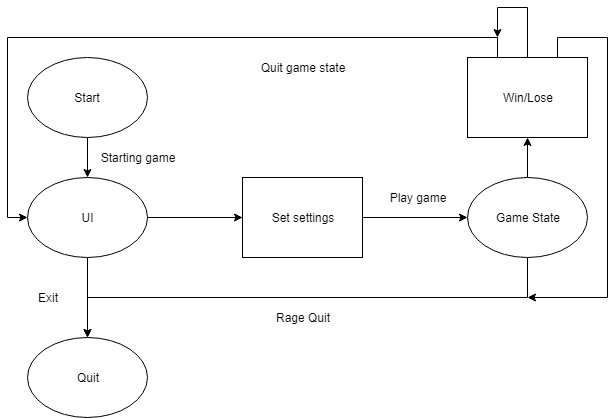 Quit game state
Start
Win/Lose
Starting game
Play game
UI
Set settings
Game State
Exit
Rage Quit
Quit